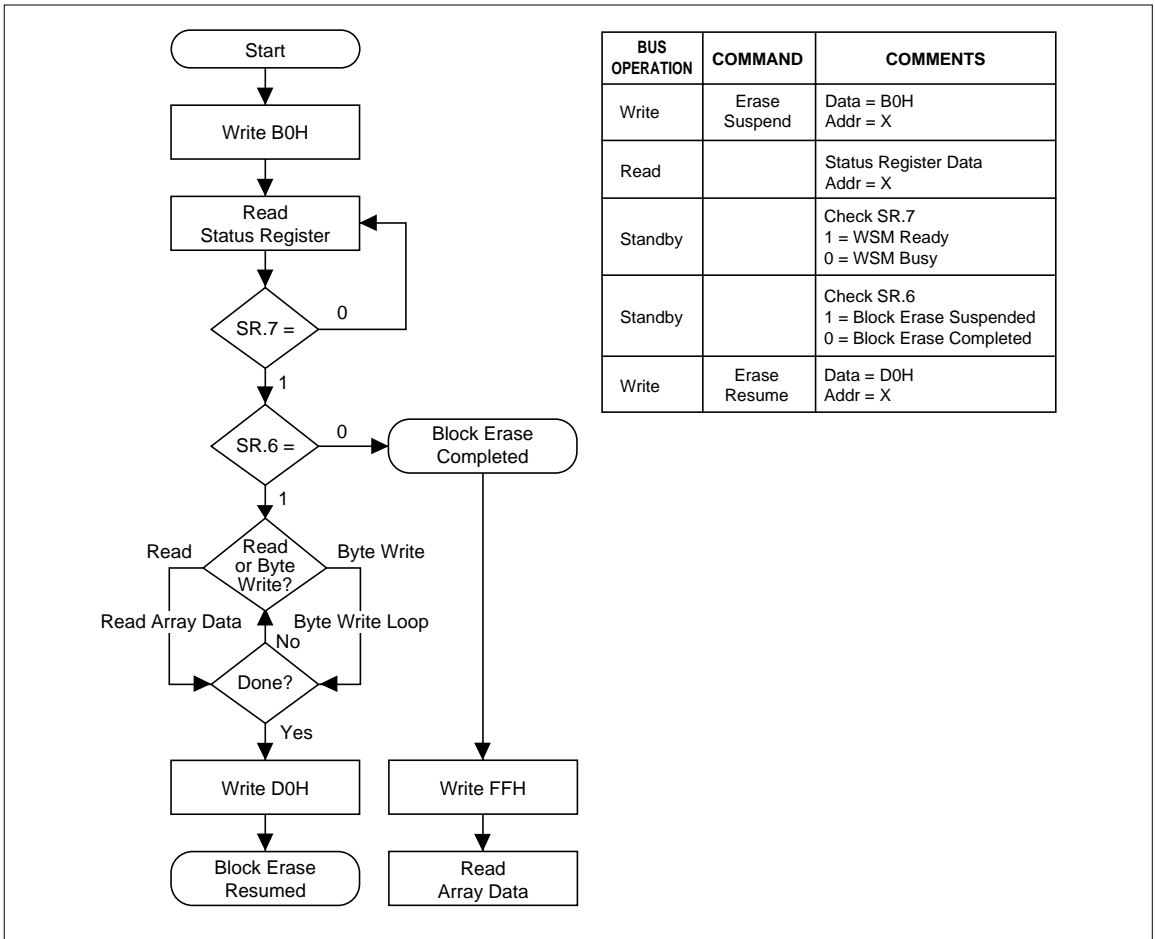 Start
Write B0H
Read
Status Register
SR.7 =
0
1
SR.6 =
0
Block Erase
Completed
1
Read
Read
or Byte
Write?
Byte Write
Read Array Data
Byte Write Loop
No
Done?
Yes
Write D0H
Write FFH
Block Erase
Resumed
Read
Array Data
BUS
OPERATION
COMMAND
COMMENTS
Write
Erase
Suspend
Data = B0H
Addr = X
Read
Status Register Data
Addr = X
Standby
Check SR.7
1 = WSM Ready
0 = WSM Busy
Standby
Check SR.6
1 = Block Erase Suspended
0 = Block Erase Completed
Write
Erase
Resume
Data = D0H
Addr = X